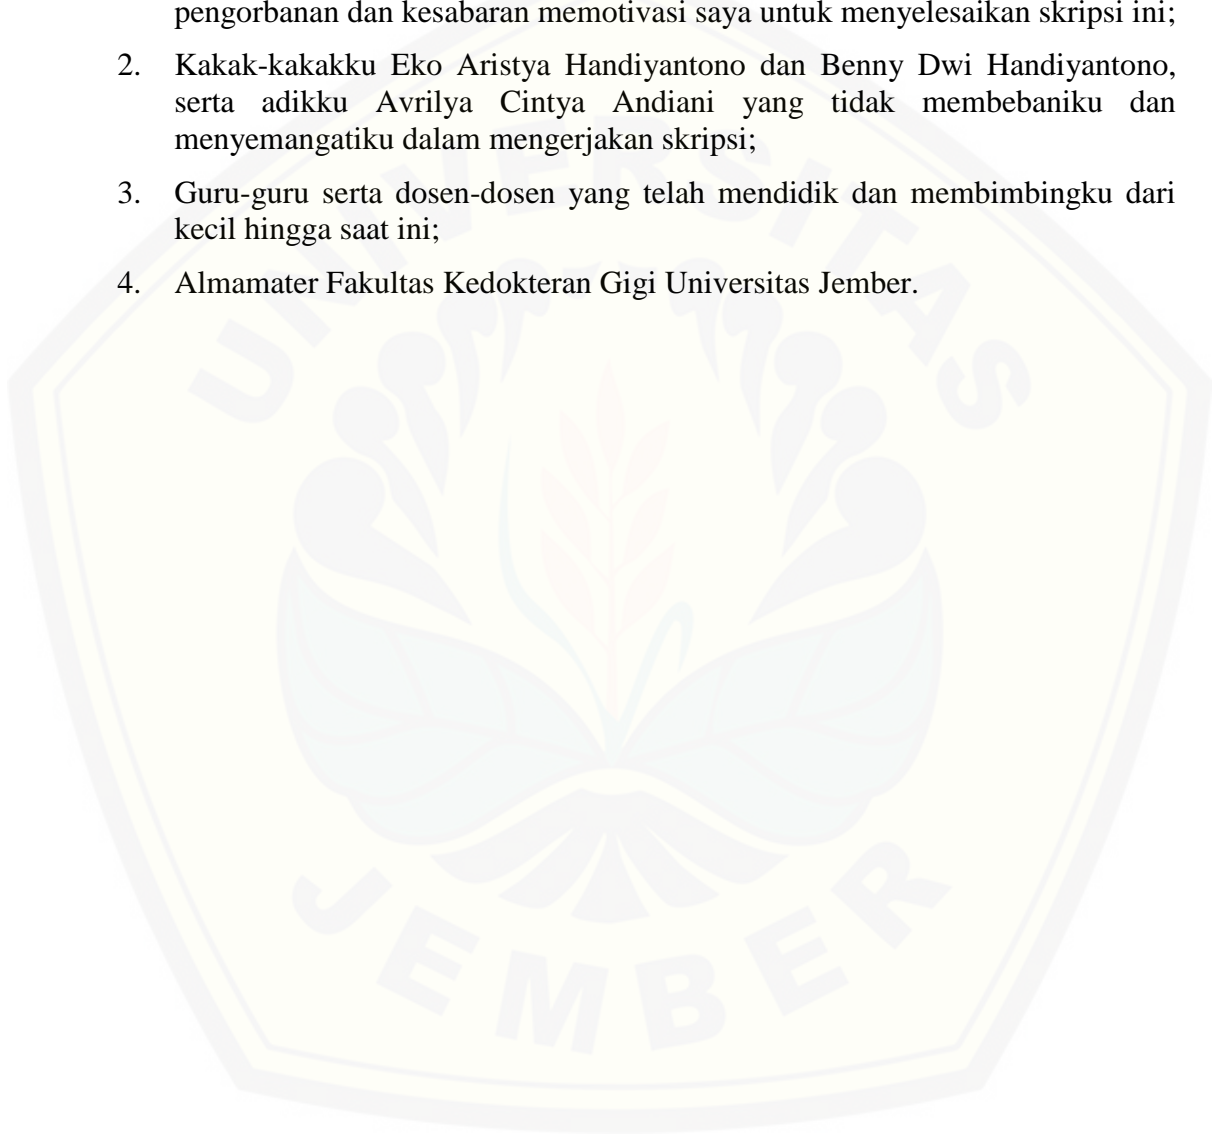 pengorbanan dan kesabaran memotivasi saya untuk menyelesaikan skripsi ini;
2. Kakak-kakakku Eko Aristya Handiyantono dan Benny Dwi Handiyantono,
serta adikku Avrilya Cintya Andiani yang tidak membebaniku dan
menyemangatiku dalam mengerjakan skripsi;
3. Guru-guru serta dosen-dosen yang telah mendidik dan membimbingku dari
kecil hingga saat ini;
4. Almamater Fakultas Kedokteran Gigi Universitas Jember.
UNIVERSITAS
JEMBER